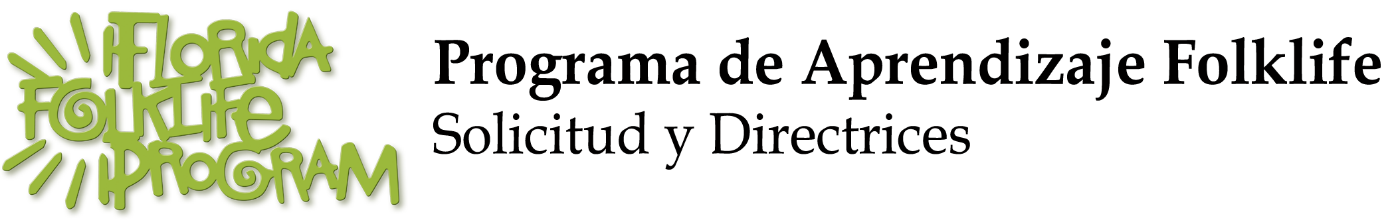 FLORIDA
FOLKLIFE
PROGRAM
Programa de Aprendizaje Folklife
Solicitud y Directrices